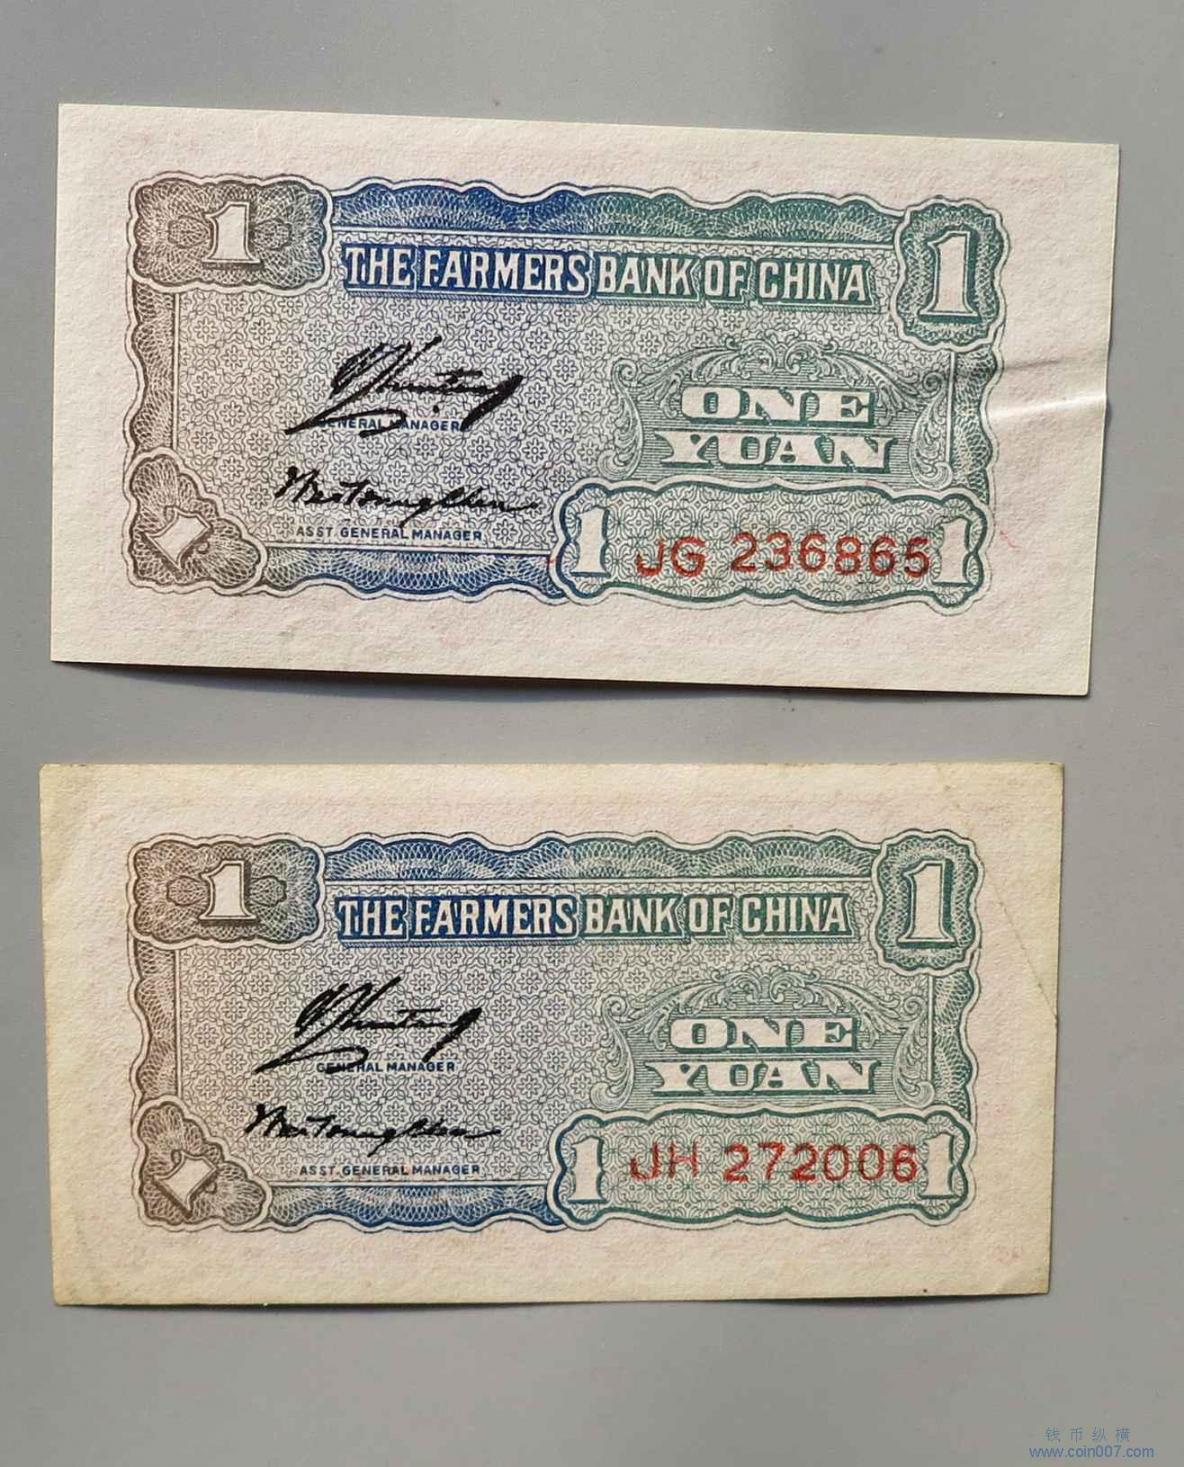 1
1
THE FARMERS BANK OF CHINA
GENERAL MANAGER
ONE
YUAN
ASST. GENERAL MANAGER
1
1 JG 236865 1
1
1
THE FARMERS BANK OF CHINA
GENERAL MANAGER
ONE
YUAN
ASST. GENERAL MANAGER
1 JH 272006 1
钱币纵横
www.coin007.com